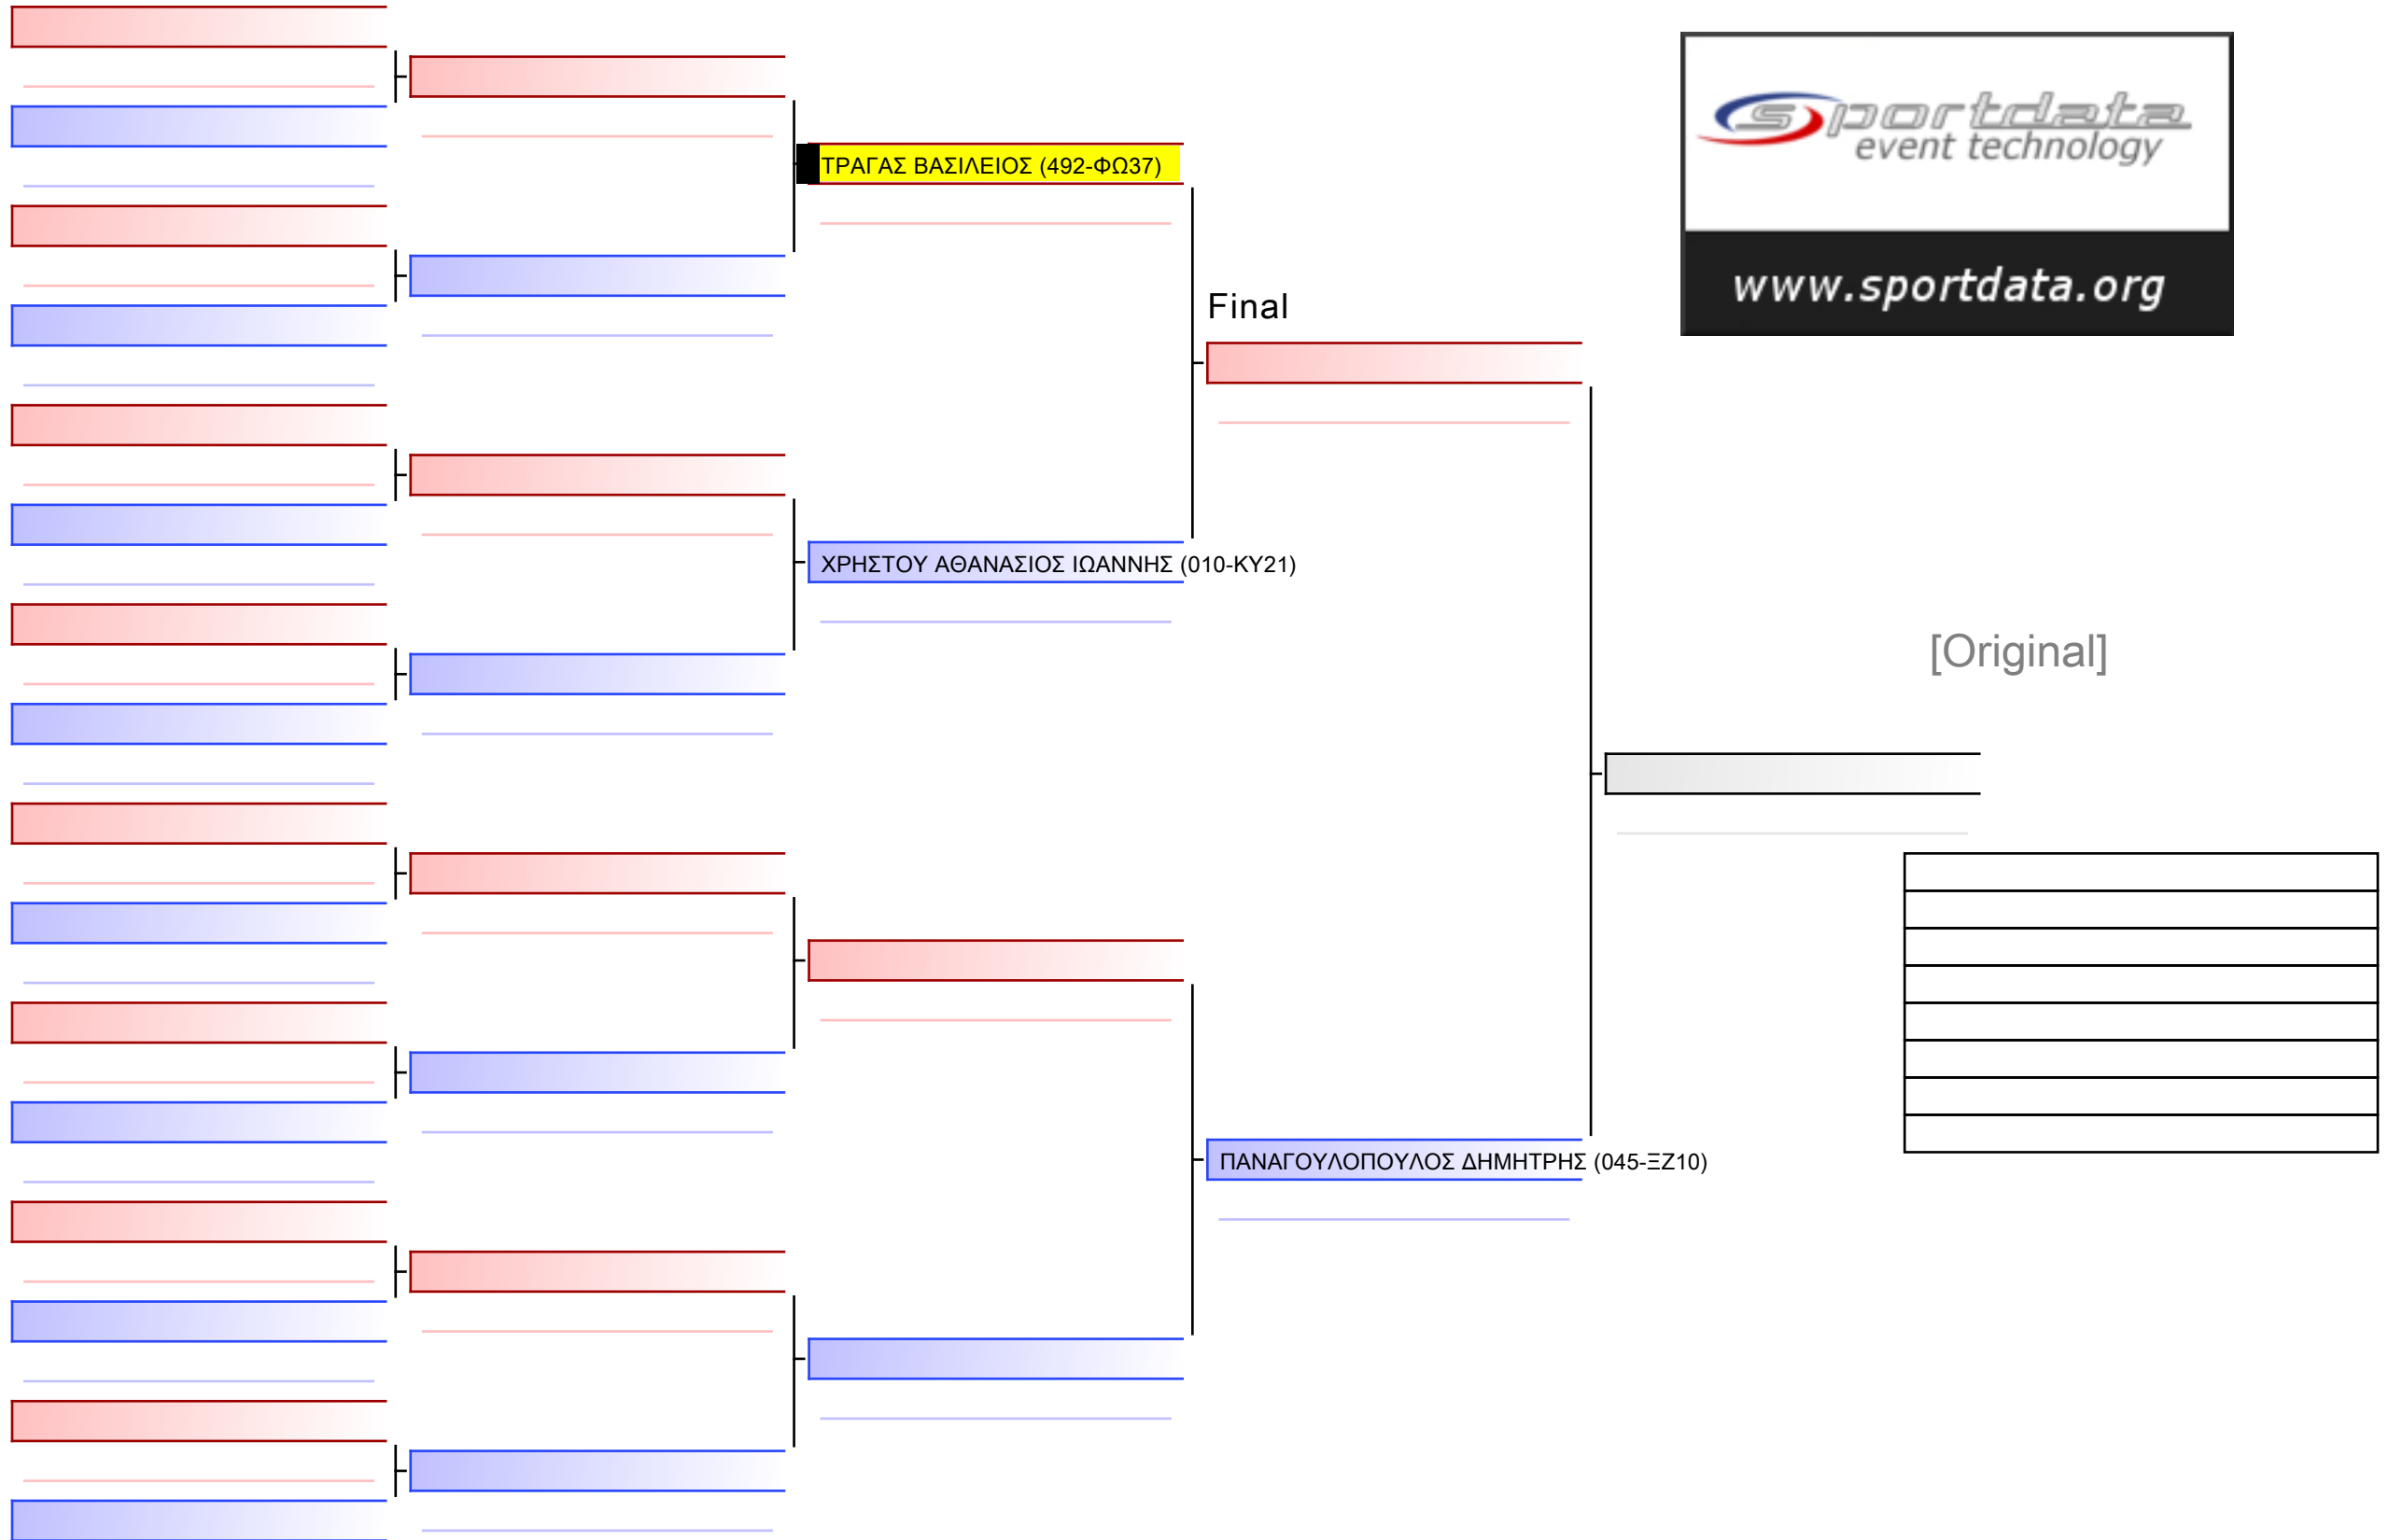 ΤΡΑΓΑΣ ΒΑΣΙΛΕΙΟΣ (492-ΦΩ37)
sportdata
event technology
www.sportdata.org
Final
ΧΡΗΣΤΟΥ ΑΘΑΝΑΣΙΟΣ ΙΩΑΝΝΗΣ (010-ΚΥ21)
[Original]
ΠΑΝΑΓΟΥΛΟΠΟΥΛΟΣ ΔΗΜΗΤΡΗΣ (045-ΞΖ10)